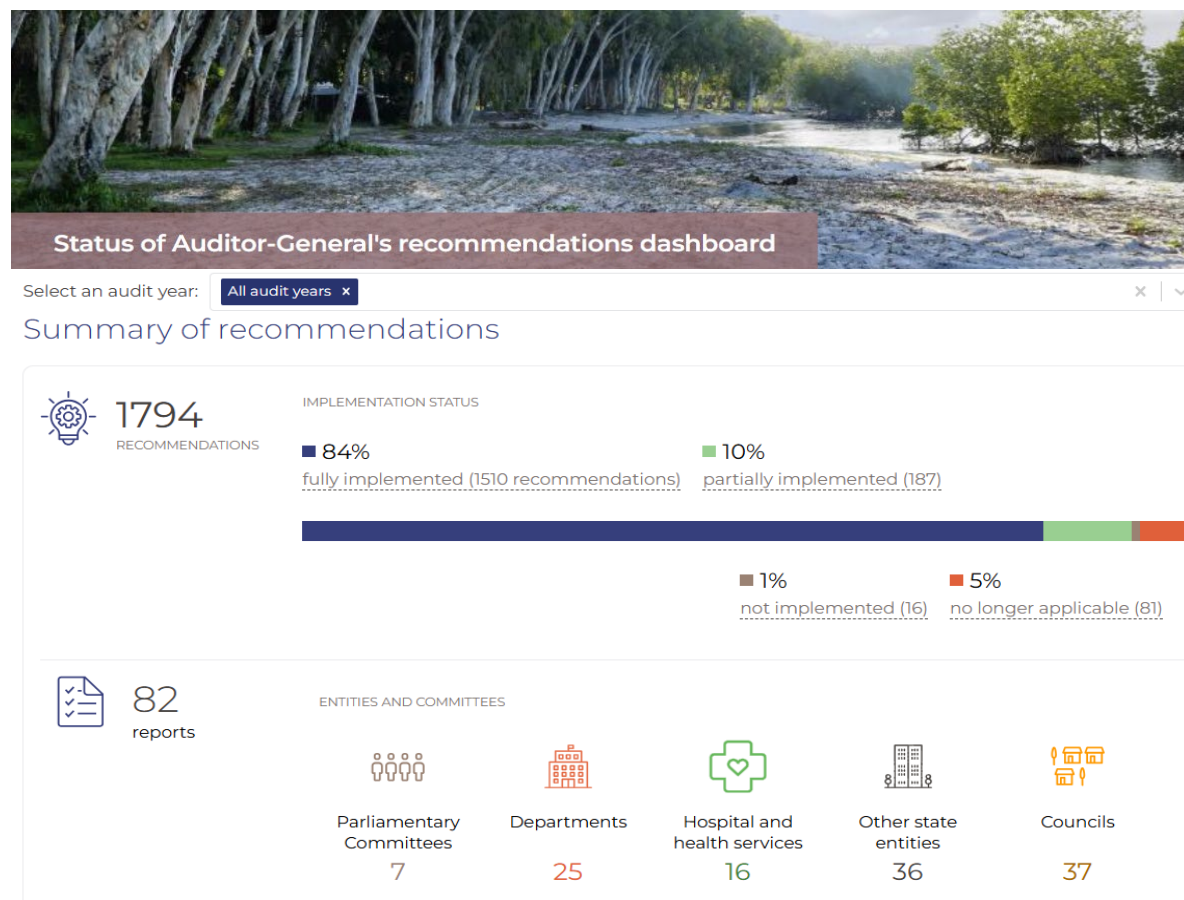 Status of Auditor-General's recommendations dashboard
Select an audit year: All audit years ×
Summary of recommendations
1794
RECOMMENDATIONS
IMPLEMENTATION STATUS
84%
fully implemented (1510 recommendations)
10%
partially implemented (187)
1%
not implemented (16)
5%
no longer applicable (81)
82
reports
ENTITIES AND COMMITTEES
Parliamentary
Committees
7
Departments
25
Hospital and
health services
16
Other state
entities
36
Councils
37